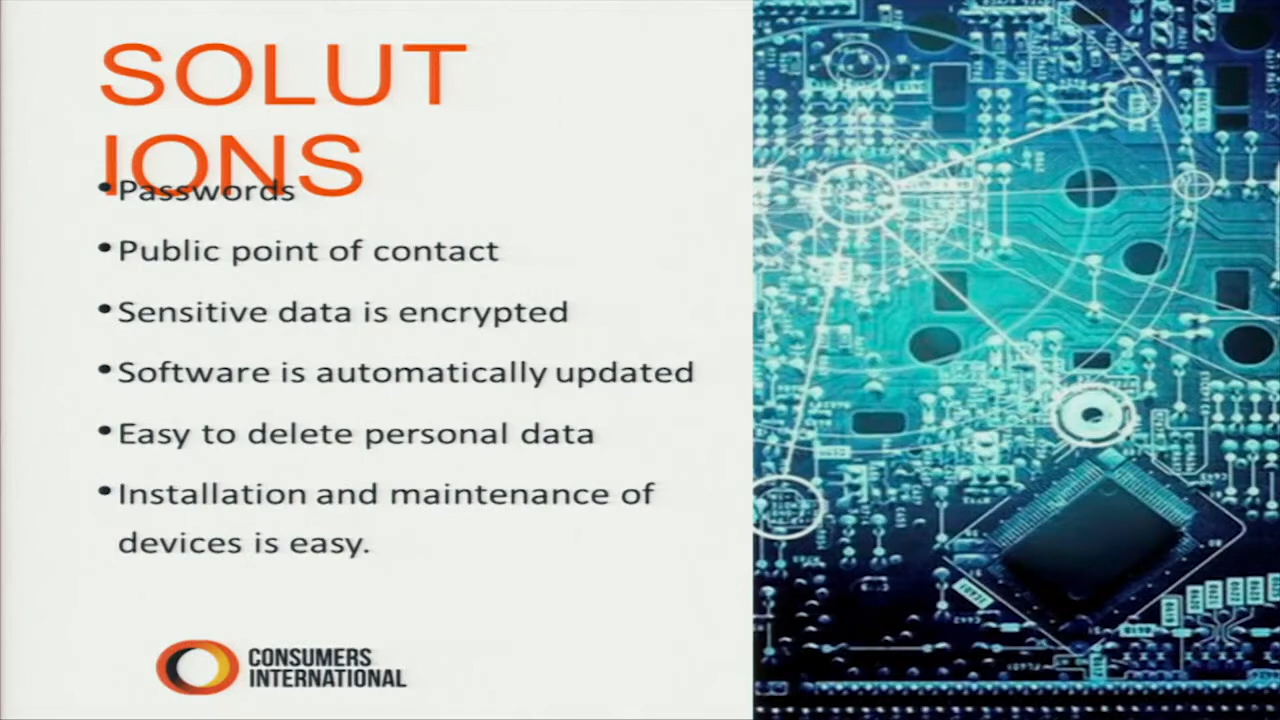 SOLUT
IONS
• Passwords
• Public point of contact
• Sensitive data is encrypted
• Software is automatically updated
• Easy to delete personal data
• Installation and maintenance of
devices is easy.
CONSUMERS
INTERNATIONAL